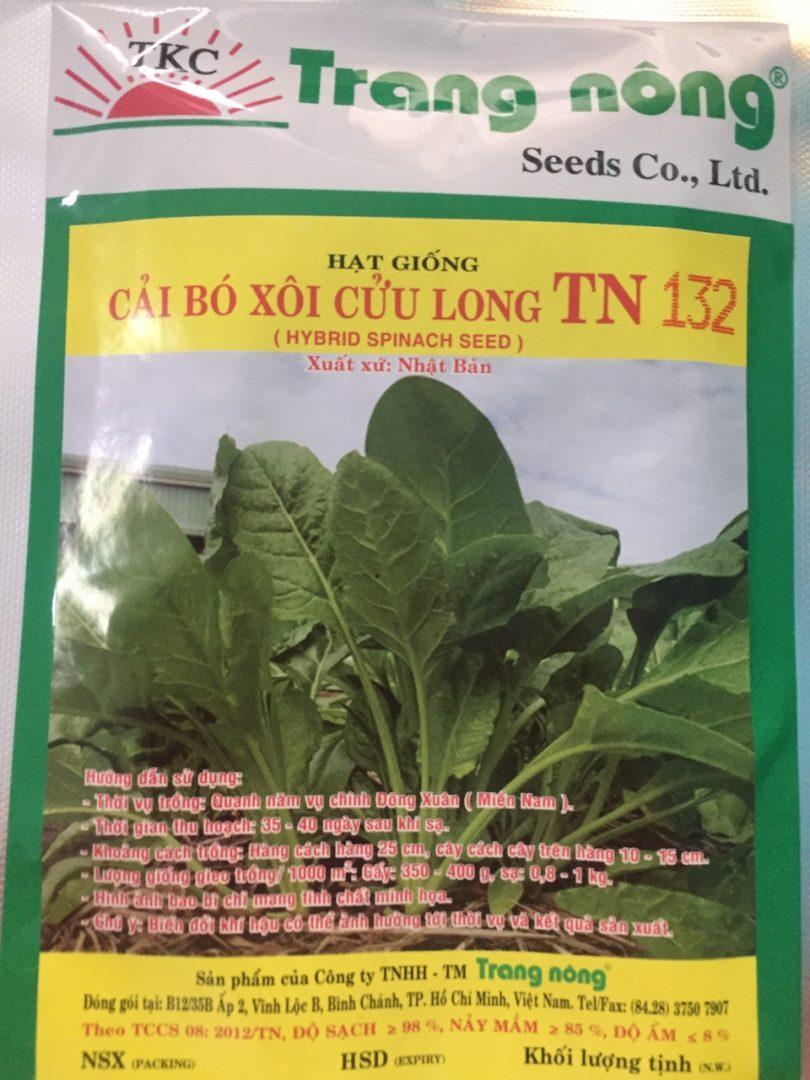 TKC
Trang nông®
Seeds Co., Ltd.
HẠT GIỐNG
CẢI BÓ XÔI CỬU LONG TN 132
( HYBRID SPINACH SEED )
Xuất xứ: Nhật Bản
Hướng dẫn sử dụng:
- Thời vụ trồng: Quanh năm vụ chính Đông Xuân ( Miền Nam ).
- Thời gian thu hoạch: 35 - 40 ngày sau khi sạ.
- Khoảng cách trồng: Hàng cách hàng 25 cm, cây cách cây trên hàng 10 - 15 cm.
- Lượng giống gieo trồng/ 1000 m²: Cấy: 350 - 400 g, sạ: 0,8 - 1 kg.
- Hình ảnh bao bì chỉ mang tính chất minh họa.
- Chú ý: Biến đổi khí hậu có thể ảnh hưởng tới thời vụ và kết quả sản xuất.
Sản phẩm của Công ty TNHH - TM Trang nông®
Đóng gói tại: B12/35B Ấp 2, Vĩnh Lộc B, Bình Chánh, TP. Hồ Chí Minh, Việt Nam. Tel/Fax: (84.28) 3750 7907
Theo TCCS 08: 2012/TN, ĐỘ SẠCH ≥ 98 %, NẢY MẦM ≥ 85 %, ĐỘ ẨM ≤ 8 %
NSX (PACKING) HSD (EXPIRY) Khối lượng tịnh (N.W.)